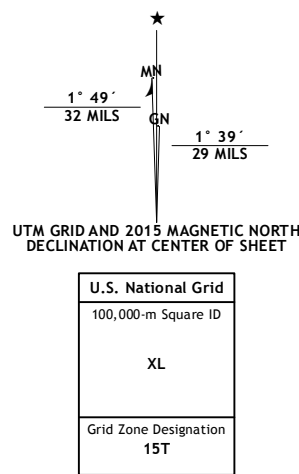 MN
1° 49´
32 MILS
GN
1° 39´
29 MILS
UTM GRID AND 2015 MAGNETIC NORTH
DECLINATION AT CENTER OF SHEET
U.S. National Grid
100,000-m Square ID
XL
Grid Zone Designation
15T